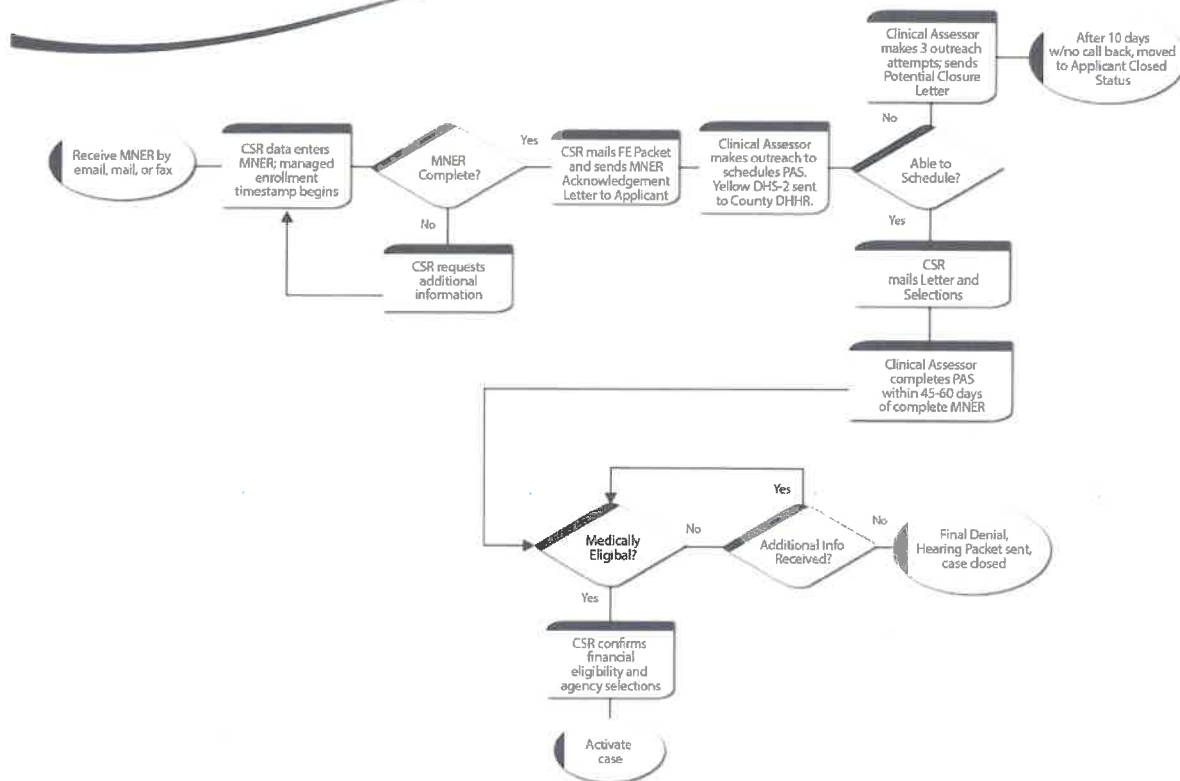 Receive MNER by
email, mail, or fax
CSR data enters
MNER; managed
enrollment
timestamp begins
MNER
Complete?
Yes
No
CSR requests
additional
information
CSR mails FE Packet
and sends MNER
Acknowledgement
Letter to Applicant
Clinical Assessor
makes outreach to
schedules PAS.
Yellow DHS-2 sent
to County DHHR.
Able to
Schedule?
No
Clinical Assessor
makes 3 outreach
attempts; sends
Potential Closure
Letter
After 10 days
w/no call back, moved
to Applicant Closed
Status
Yes
CSR
mails Letter and
Selections
Clinical Assessor
completes PAS
within 45-60 days
of complete MNER
Medically
Eligibal?
No
Additional Info
Received?
Yes
No
Final Denial,
Hearing Packet sent,
case closed
Yes
CSR confirms
financial
eligibility and
agency selections
Activate
case